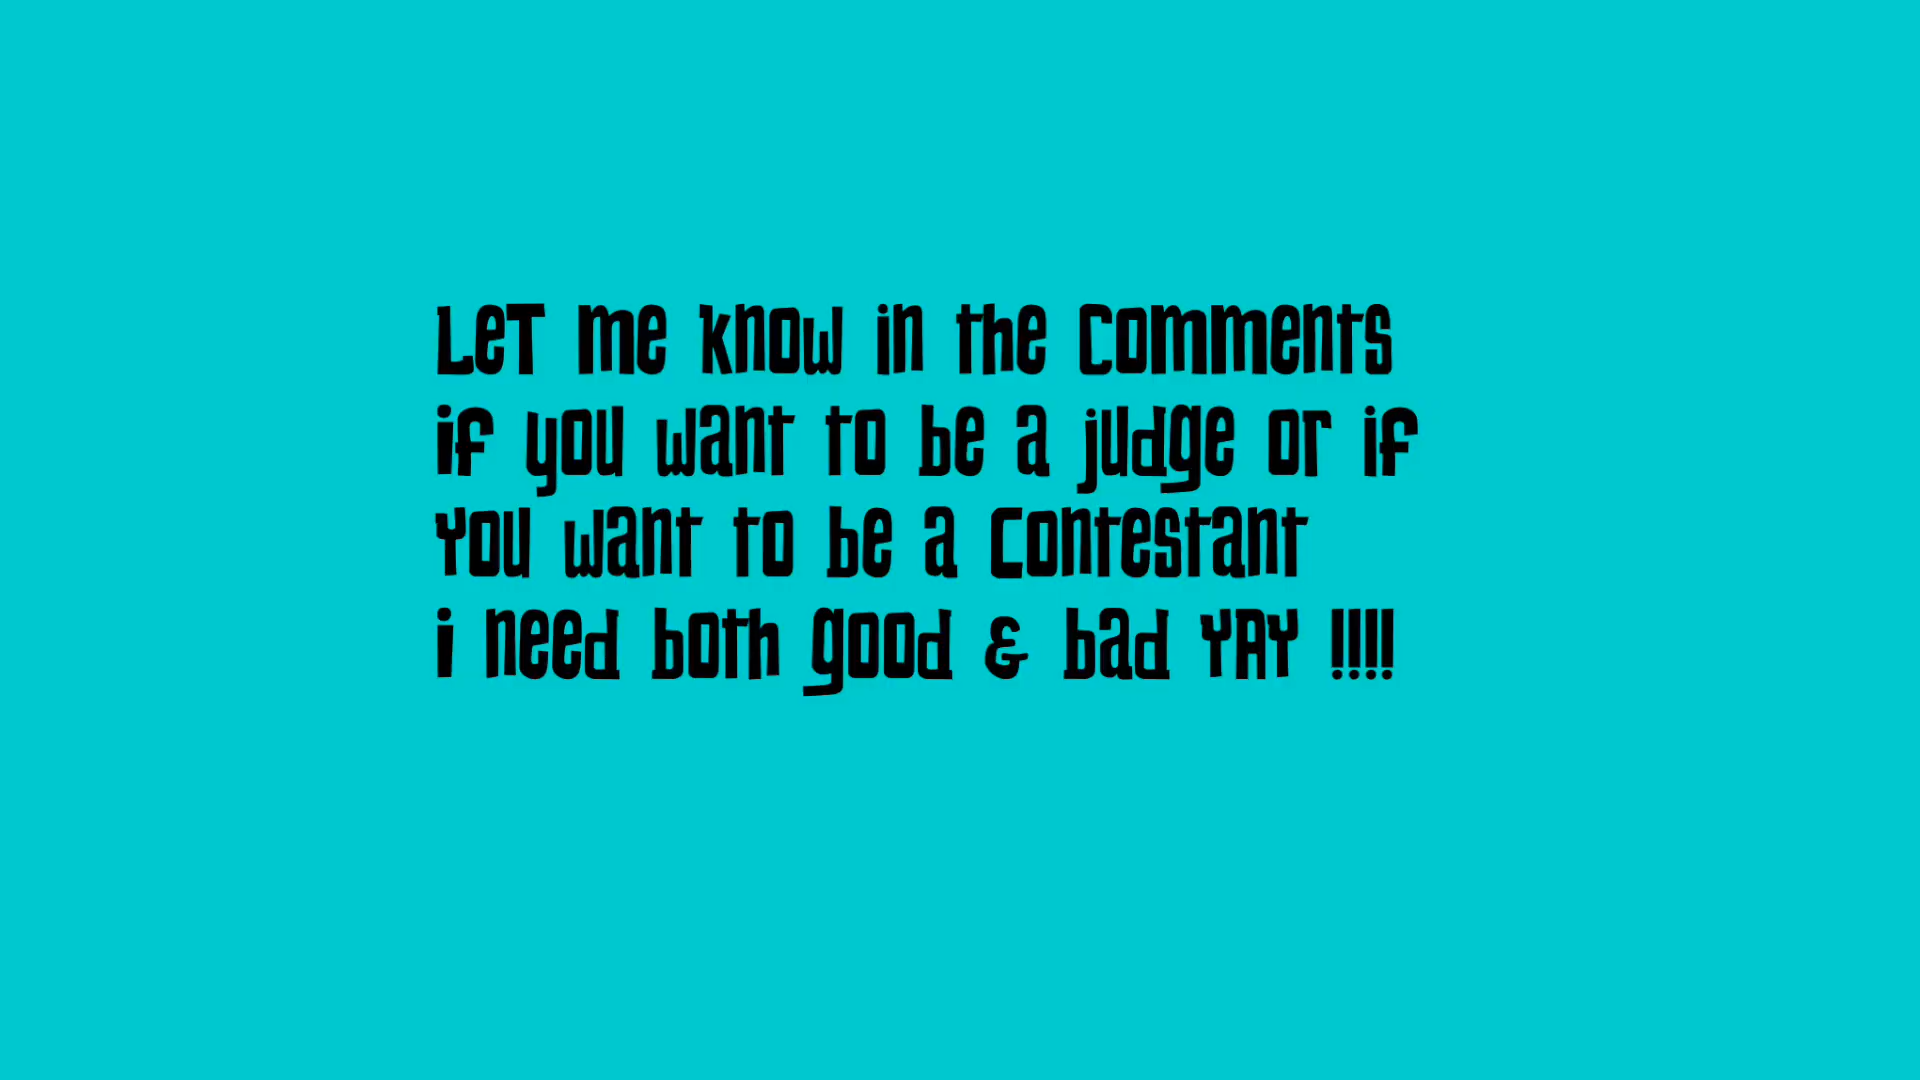 LeT me know in the Comments
if you want to be a judge or if
You want to be a Contestant
i need both good & bad YAY !!!!